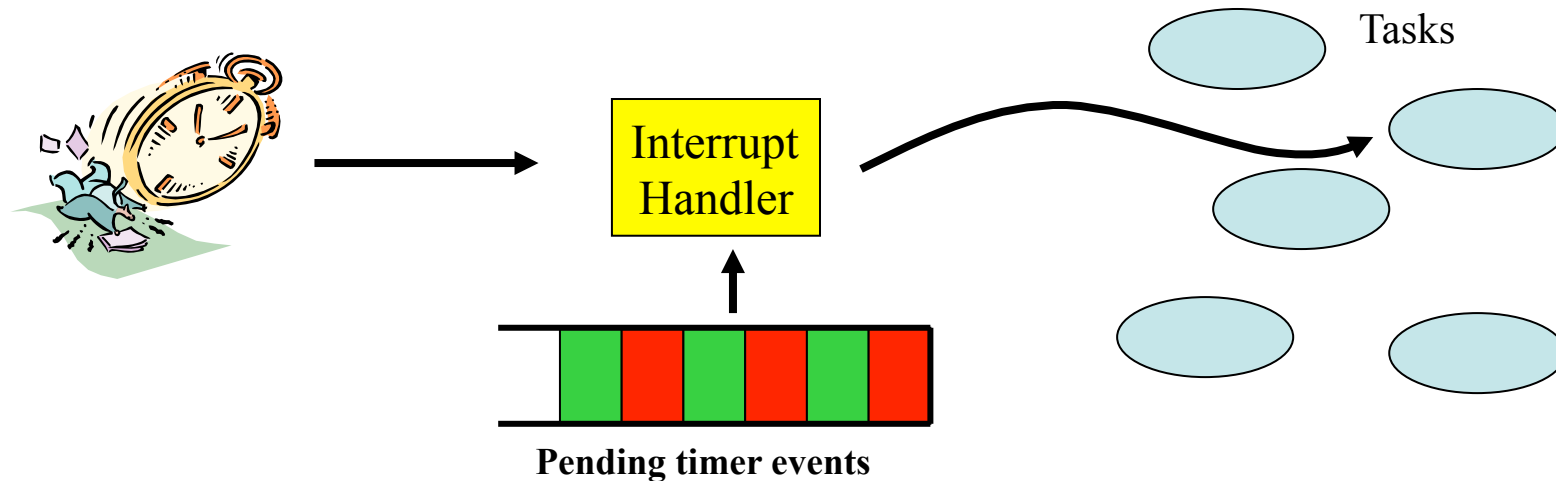 Tasks
Interrupt
Handler
Pending timer events